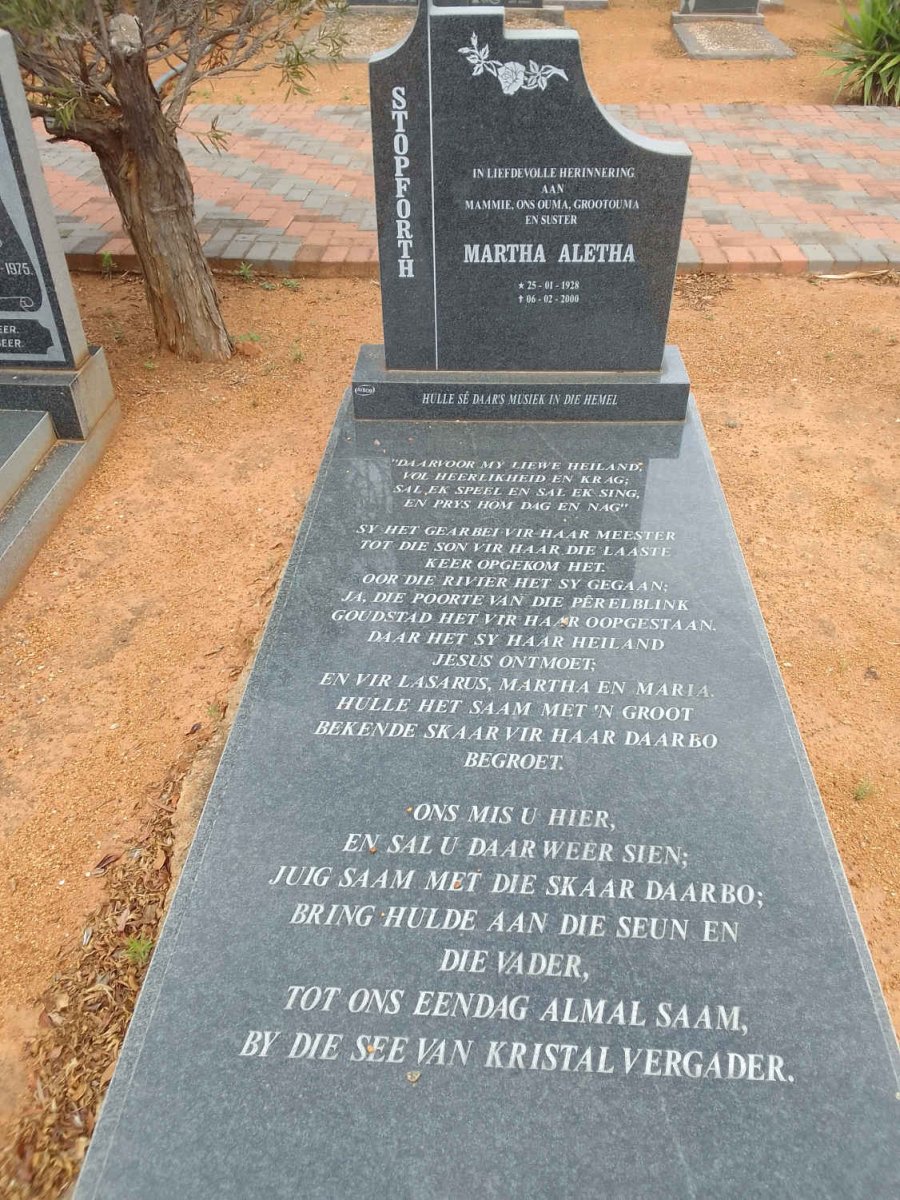 STOPFORTH
IN LIEFDEVOLLE HERINNERING
AAN
MAMMIE, ONS OUMA, GROOTOUMA
EN SUSTER
MARTHA ALETHA
★ 25 - 01 - 1928
✝ 06 - 02 - 2000
HULLE SÉ DAAR'S MUSIEK IN DIE HEMEL
"DAARVOOR MY LIEWE HEILAND,
VOL HEERLIKHEID EN KRAG;
SAL EK SPEEL EN SAL EK SING,
EN PRYS HOM DAG EN NAG"
SY HET GEARBEI VIR HAAR MEESTER
TOT DIE SON VIR HAAR DIE LAASTE
KEER OPGEKOM HET.
OOR DIE RIVIER HET SY GEGAAN;
JA, DIE POORTE VAN DIE PÊRELBLINK
GOUDSTAD HET VIR HAAR OOPGESTAAN.
DAAR HET SY HAAR HEILAND
JESUS ONTMOET;
EN VIR LASARUS, MARTHA EN MARIA.
HULLE HET SAAM MET 'N GROOT
BEKENDE SKAAR VIR HAAR DAARBO
BEGROET.
ONS MIS U HIER,
EN SAL U DAAR WEER SIEN;
JUIG SAAM MET DIE SKAAR DAARBO;
BRING HULDE AAN DIE SEUN EN
DIE VADER,
TOT ONS EENDAG ALMAL SAAM,
BY DIE SEE VAN KRISTAL VERGADER.
1975.
EER.
EER.